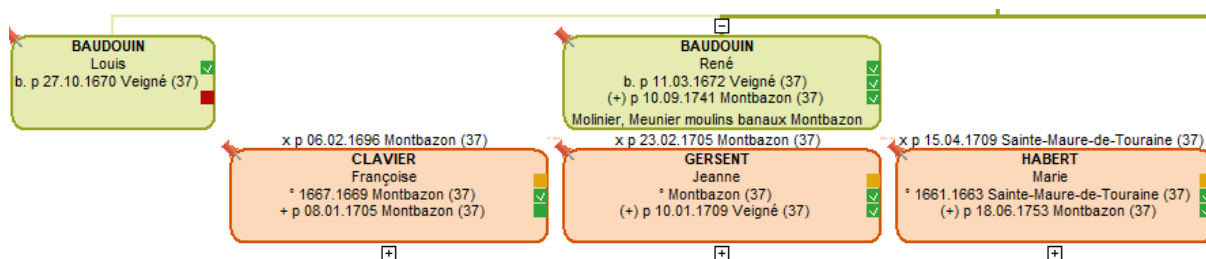 BAUDOUIN
Louis
b. p 27.10.1670 Veigné (37)
BAUDOUIN
René
b. p 11.03.1672 Veigné (37)
(+) p 10.09.1741 Montbazon (37)
Molinier, Meunier moulins banaux Montbazon
x p 06.02.1696 Montbazon (37)
CLAVIER
Françoise
° 1667.1669 Montbazon (37)
+ p 08.01.1705 Montbazon (37)
x p 23.02.1705 Montbazon (37)
GERSENT
Jeanne
° Montbazon (37)
(+) p 10.01.1709 Veigné (37)
x p 15.04.1709 Sainte-Maure-de-Touraine (37)
HABERT
Marie
° 1661.1663 Sainte-Maure-de-Touraine (37)
(+) p 18.06.1753 Montbazon (37)